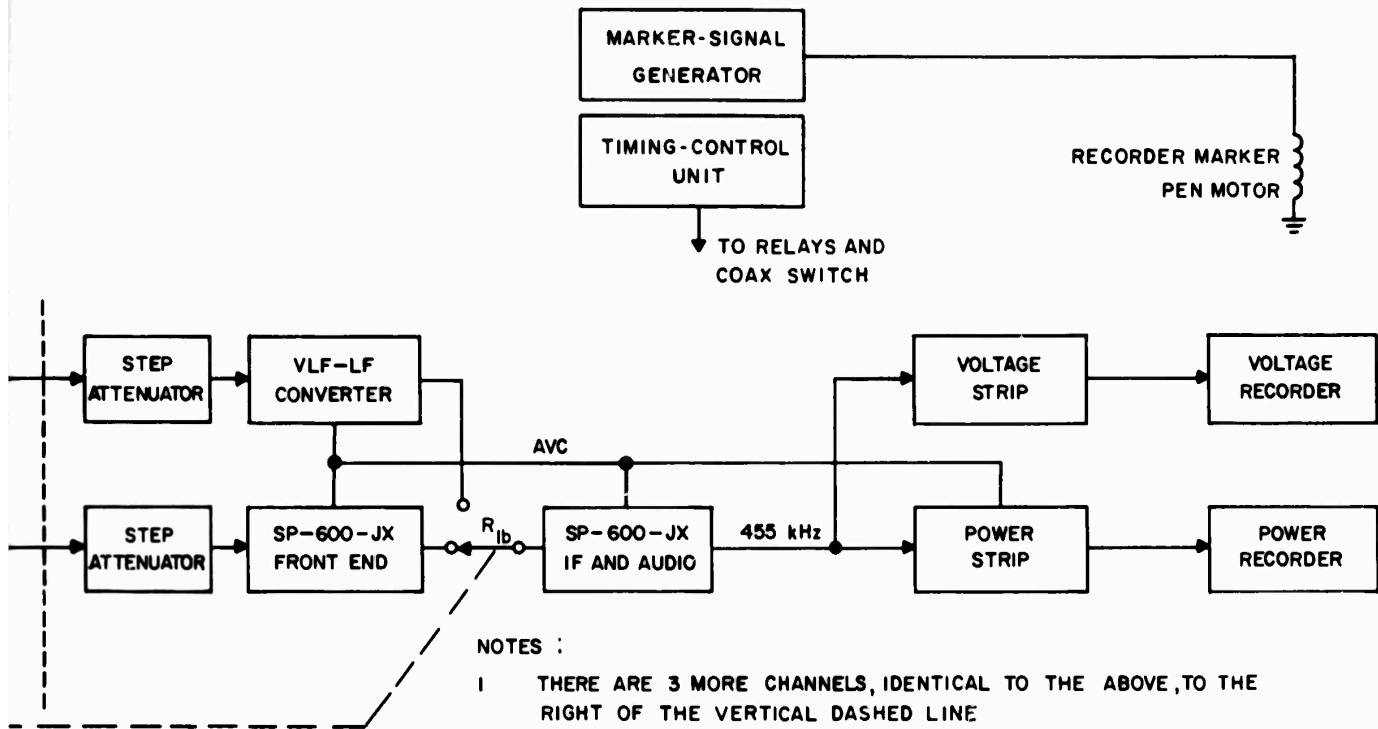 MARKER-SIGNAL
GENERATOR
TIMING-CONTROL
UNIT
RECORDER MARKER
PEN MOTOR
TO RELAYS AND
COAX SWITCH
STEP
ATTENUATOR
VLF-LF
CONVERTER
VOLTAGE
STRIP
VOLTAGE
RECORDER
AVC
STEP
ATTENUATOR
SP-600-JX
FRONT END
R1b
SP-600-JX
IF AND AUDIO
455 kHz
POWER
STRIP
POWER
RECORDER
NOTES :
1 THERE ARE 3 MORE CHANNELS, IDENTICAL TO THE ABOVE, TO THE
RIGHT OF THE VERTICAL DASHED LINE